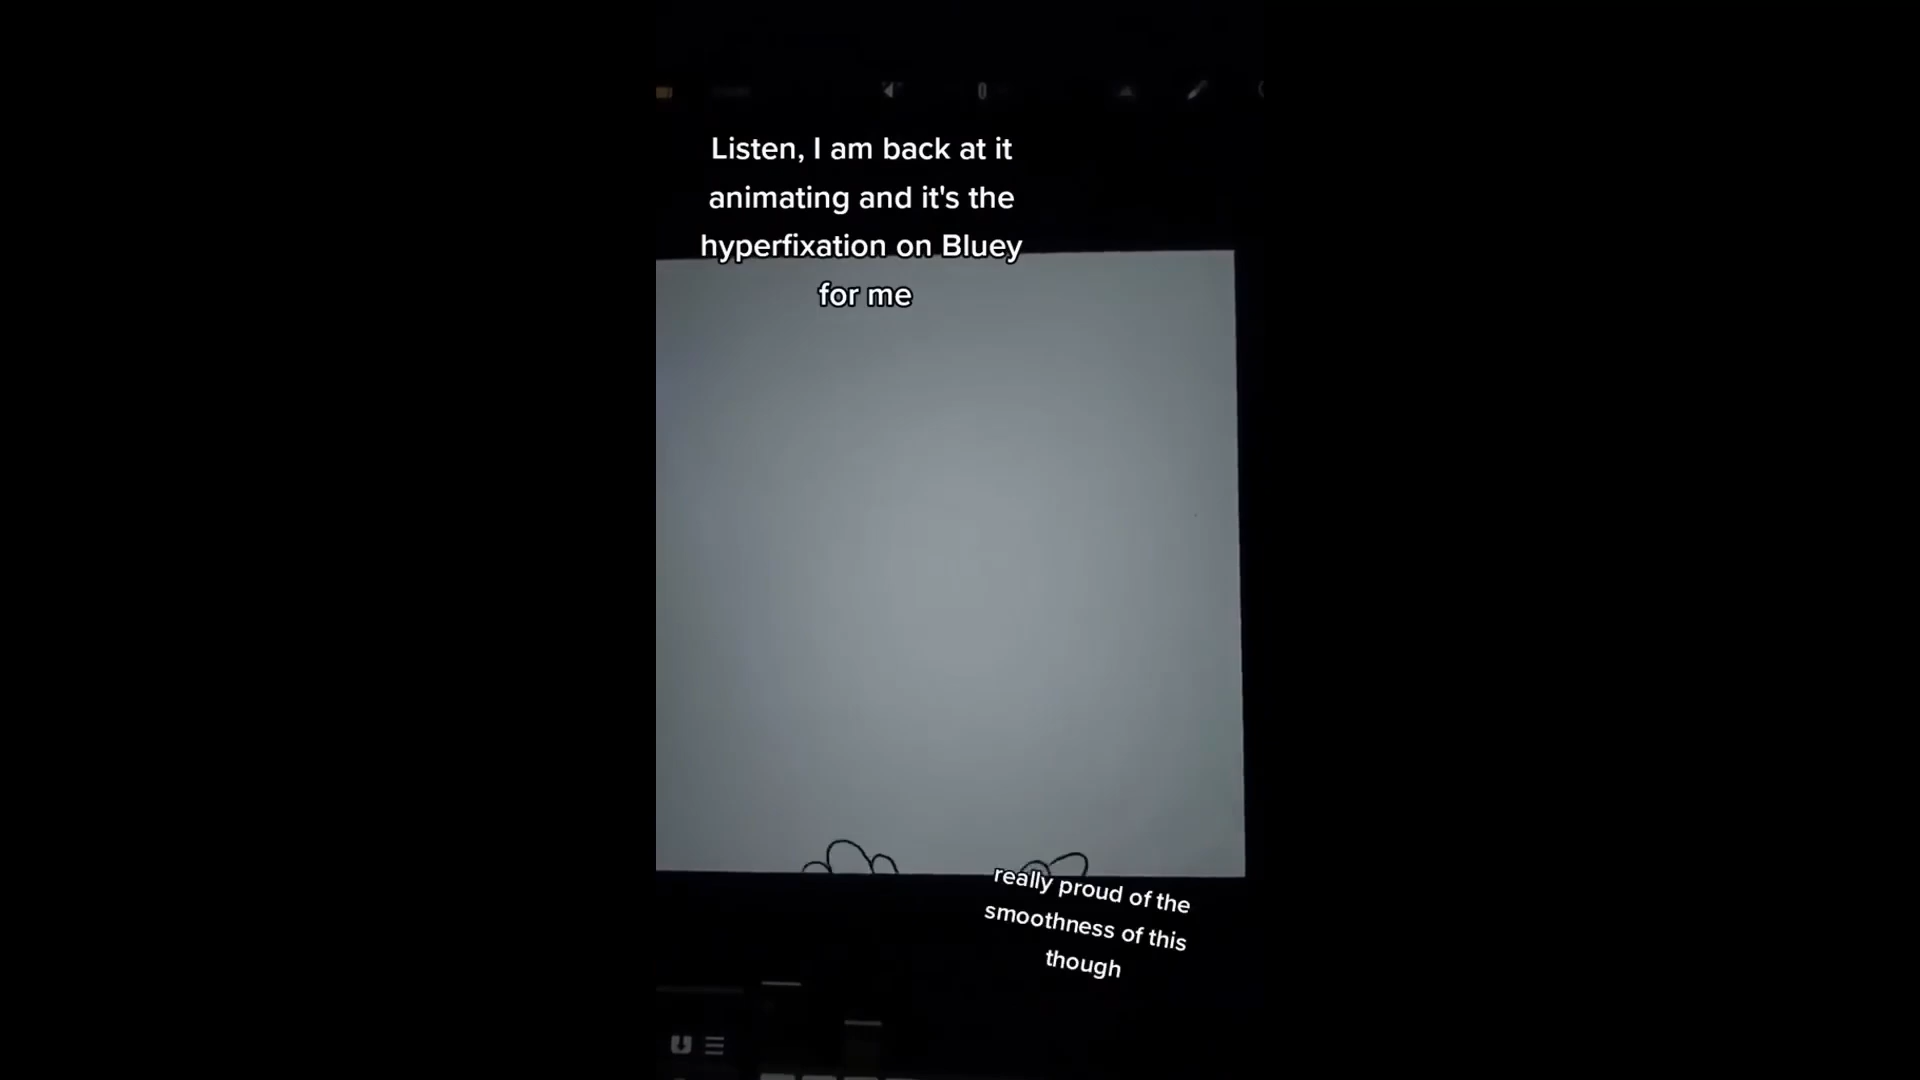 Listen, I am back at it
animating and it's the
hyperfixation on Bluey
for me
really proud of the
smoothness of this
though